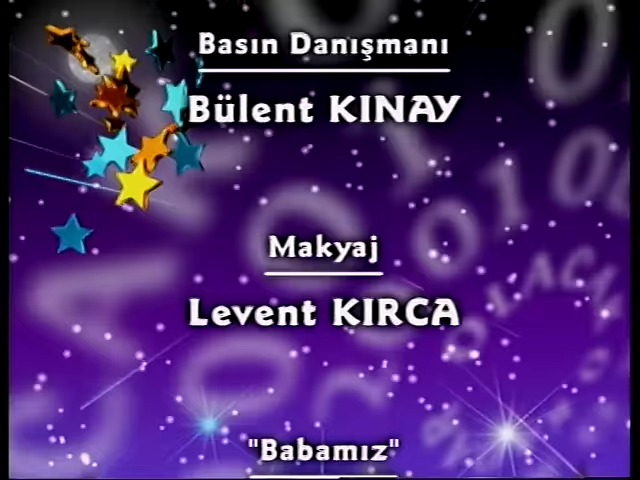 Basın Danışmanı
Bülent KINAY
Makyaj
Levent KIRCA
"Babamız"